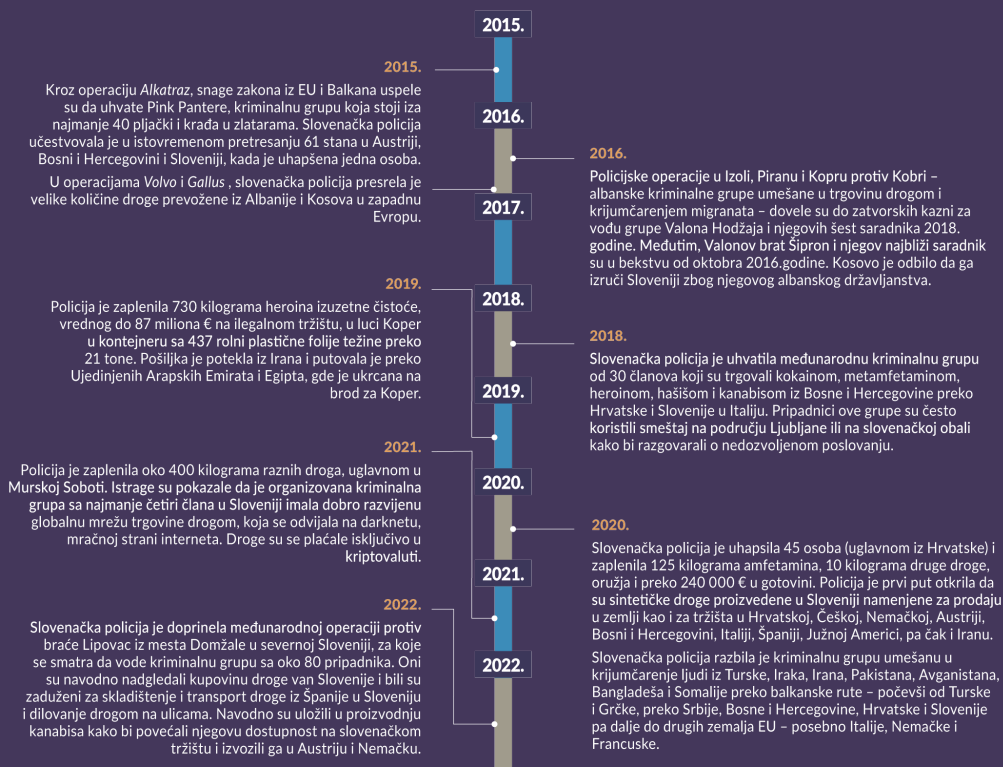 2015.
2015.
Kroz operaciju Alkatraz, snage zakona iz EU i Balkana uspele
su da uhvate Pink Pantere, kriminalnu grupu koja stoji iza
najmanje 40 pljački i krađa u zlatarama. Slovenačka policija
učestvovala je u istovremenom pretresanju 61 stana u Austriji,
Bosni i Hercegovini i Sloveniji, kada je uhapšena jedna osoba.
U operacijama Volvo i Gallus , slovenačka policija presrela je
velike količine droge prevožene iz Albanije i Kosova u zapadnu
Evropu.
2016.
2016.
Policijske operacije u Izoli, Piranu i Kopru protiv Kobri –
albanske kriminalne grupe umešane u trgovinu drogom i
krijumčarenjem migranata – dovele su do zatvorskih kazni za
vođu grupe Valona Hodžaja i njegovih šest saradnika 2018.
godine. Međutim, Valonov brat Šipron i njegov najbliži saradnik
su u bekstvu od oktobra 2016.godine. Kosovo je odbilo da ga
izruči Sloveniji zbog njegovog albanskog državljanstva.
2017.
2019.
Policija je zaplenila 730 kilograma heroina izuzetne čistoće,
vrednog do 87 miliona € na ilegalnom tržištu, u luci Koper
u kontejneru sa 437 rolni plastične folije težine preko
21 tone. Pošiljka je potekla iz Irana i putovala je preko
Ujedinjenih Arapskih Emirata i Egipta, gde je ukrcana na
brod za Koper.
2018.
2018.
Slovenačka policija je uhvatila međunarodnu kriminalnu grupu
od 30 članova koji su trgovali kokainom, metamfetaminom,
heroinom, hašišom i kanabisom iz Bosne i Hercegovine preko
Hrvatske i Slovenije u Italiju. Pripadnici ove grupe su često
koristili smeštaj na području Ljubljane ili na slovenačkoj obali
kako bi razgovarali o nedozvoljenom poslovanju.
2019.
2021.
Policija je zaplenila oko 400 kilograma raznih droga, uglavnom u
Murskoj Soboti. Istrage su pokazale da je organizovana kriminalna
grupa sa najmanje četiri člana u Sloveniji imala dobro razvijenu
globalnu mrežu trgovine drogom, koja se odvijala na darknetu,
mračnoj strani interneta. Droge su se plaćale isključivo u
kriptovaluti.
2020.
2020.
Slovenačka policija je uhapsila 45 osoba (uglavnom iz Hrvatske) i
zaplenila 125 kilograma amfetamina, 10 kilograma druge droge,
oružja i preko 240 000 € u gotovini. Policija je prvi put otkrila da
su sintetičke droge proizvedene u Sloveniji namenjene za prodaju
u zemlji kao i za tržišta u Hrvatskoj, Češkoj, Nemačkoj, Austriji,
Bosni i Hercegovini, Italiji, Španiji, Južnoj Americi, pa čak i Iranu.
Slovenačka policija razbila je kriminalnu grupu umešanu u
krijumčarenje ljudi iz Turske, Iraka, Irana, Pakistana, Avganistana,
Bangladeša i Somalije preko balkanske rute – počevši od Turske
i Grčke, preko Srbije, Bosne i Hercegovine, Hrvatske i Slovenije
pa dalje do drugih zemalja EU – posebno Italije, Nemačke i
Francuske.
2021.
2022.
Slovenačka policija je doprinela međunarodnoj operaciji protiv
braće Lipovac iz mesta Domžale u severnoj Sloveniji, za koje
se smatra da vode kriminalnu grupu sa oko 80 pripadnika. Oni
su navodno nadgledali kupovinu droge van Slovenije i bili su
zaduženi za skladištenje i transport droge iz Španije u Sloveniju
i dilovanje drogom na ulicama. Navodno su uložili u proizvodnju
kanabisa kako bi povećali njegovu dostupnost na slovenačkom
tržištu i izvozili ga u Austriju i Nemačku.
2022.